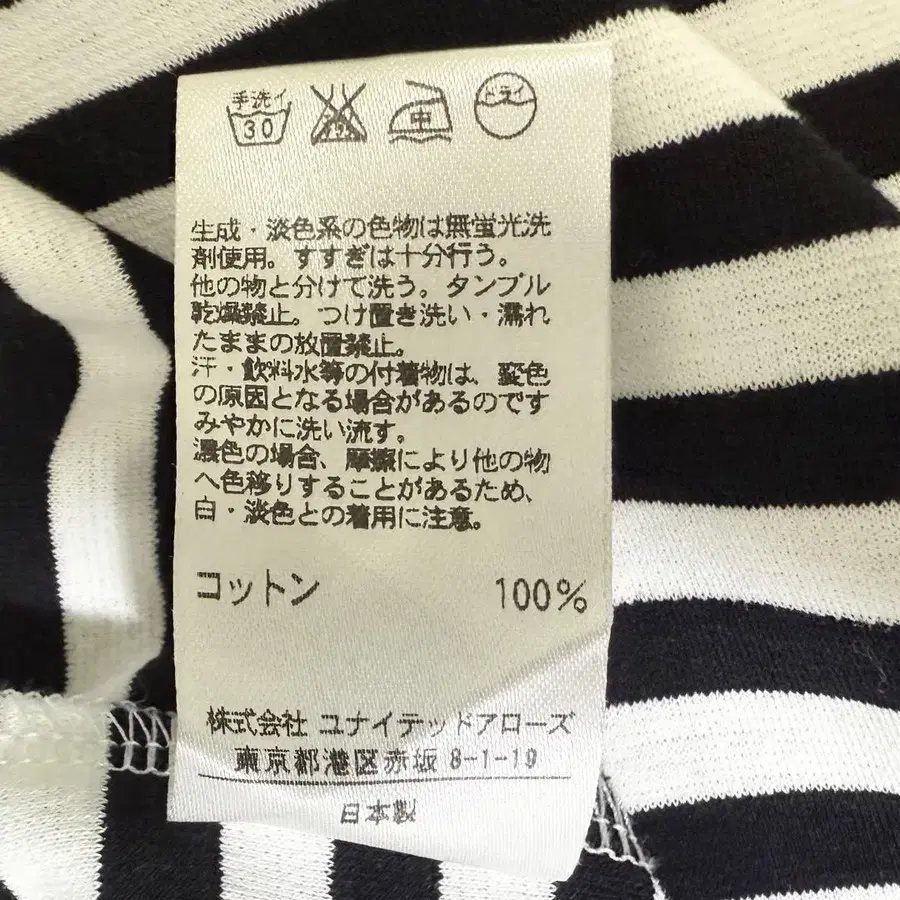 手洗イ
30
中
ドライ
生成・淡色系の色物は無蛍光洗
剤使用。すすぎは十分行う。
他の物と分けて洗う。タンブル
乾燥禁止。つけ置き洗い・濡れ
たままの放置禁止。
汗・飲料水等の付着物は、変色
の原因となる場合があるのです
みやかに洗い流す。
濃色の場合、摩擦により他の物
へ色移りすることがあるため、
白・淡色との着用に注意。
コットン 100%
株式会社 ユナイテッドアローズ
東京都港区赤坂 8-1-19
日本製